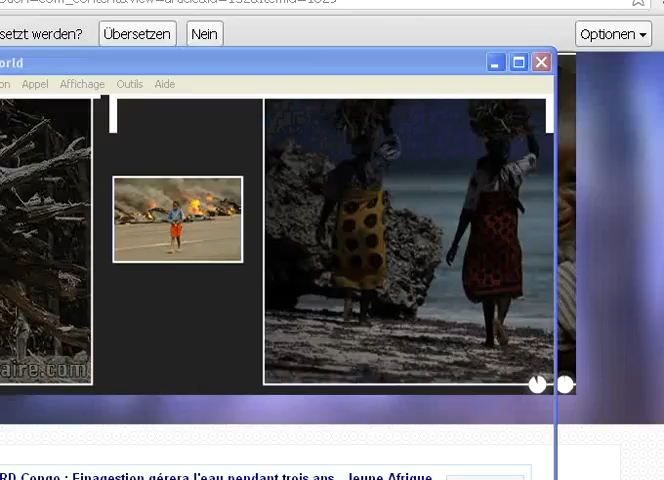 setzt werden? Übersetzen Nein Optionen
orld
on Appel Affichage Outils Aide
aire.com
RD Congo : Finagestion gérera l'eau pendant trois ans - Jeune Afrique